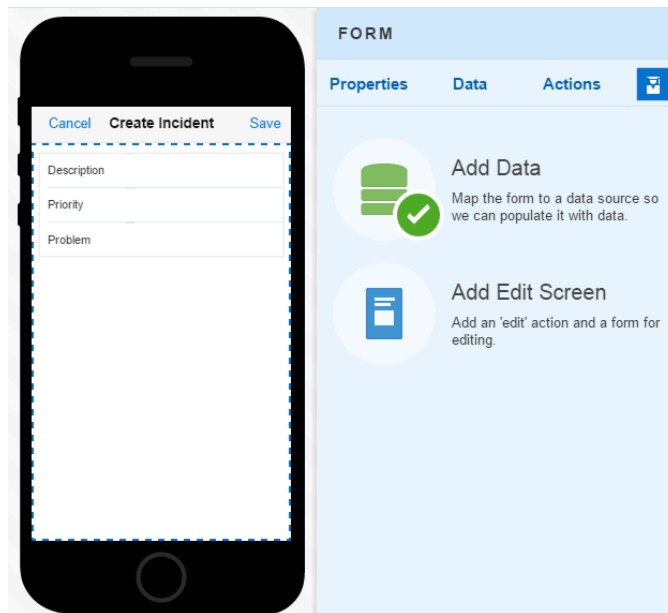 FORM
Properties Data Actions
Cancel Create Incident Save
Description
Priority
Problem
Add Data
Map the form to a data source so
we can populate it with data.
Add Edit Screen
Add an 'edit' action and a form for
editing.